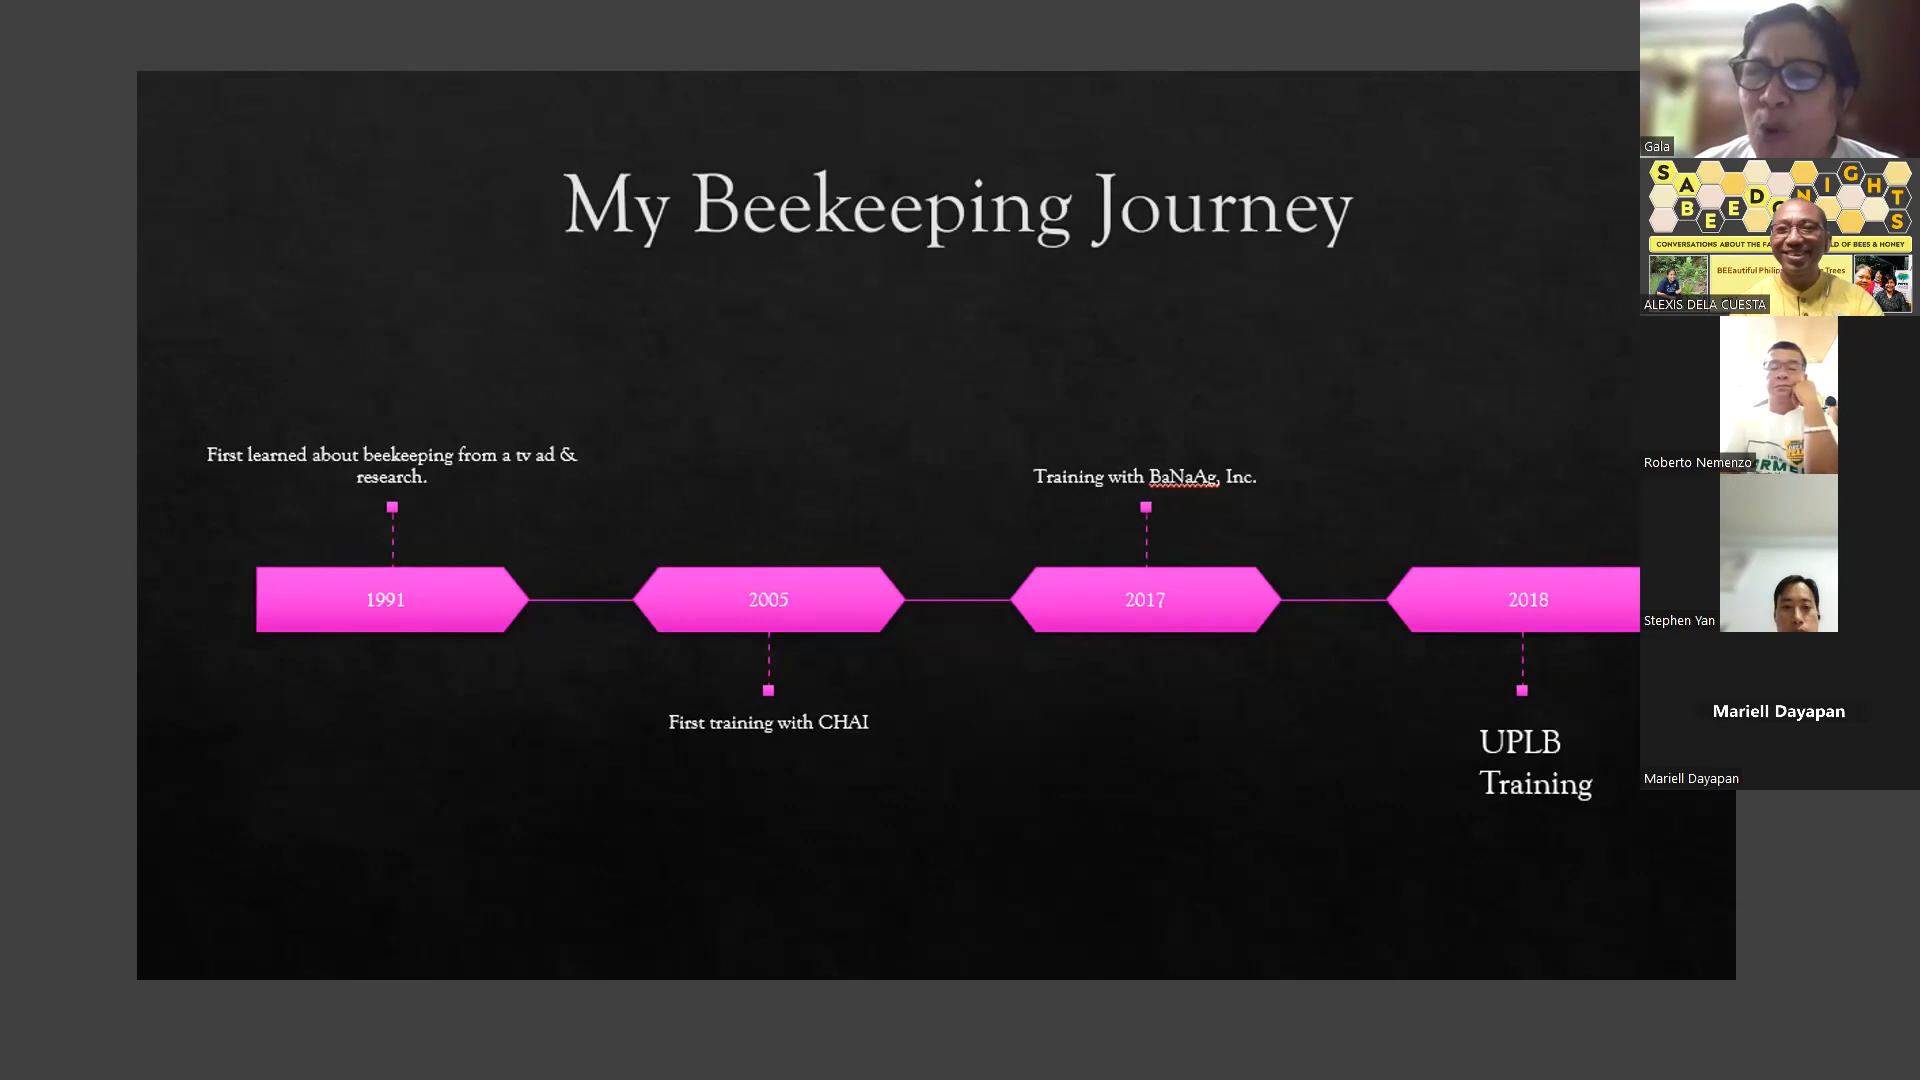 My Beekeeping Journey
First learned about beekeeping from a tv ad &
research.
Training with BaNaAg, Inc.
1991
2005
2017
2018
First training with CHAI
UPLB
Training
Gala
SABEEDO NIGHTS
CONVERSATIONS ABOUT THE FA LD OF BEES & HONEY
BEEautiful Philip Trees
ALEXIS DELA CUESTA
Roberto Nemenzo
Stephen Yan
Mariell Dayapan
Mariell Dayapan